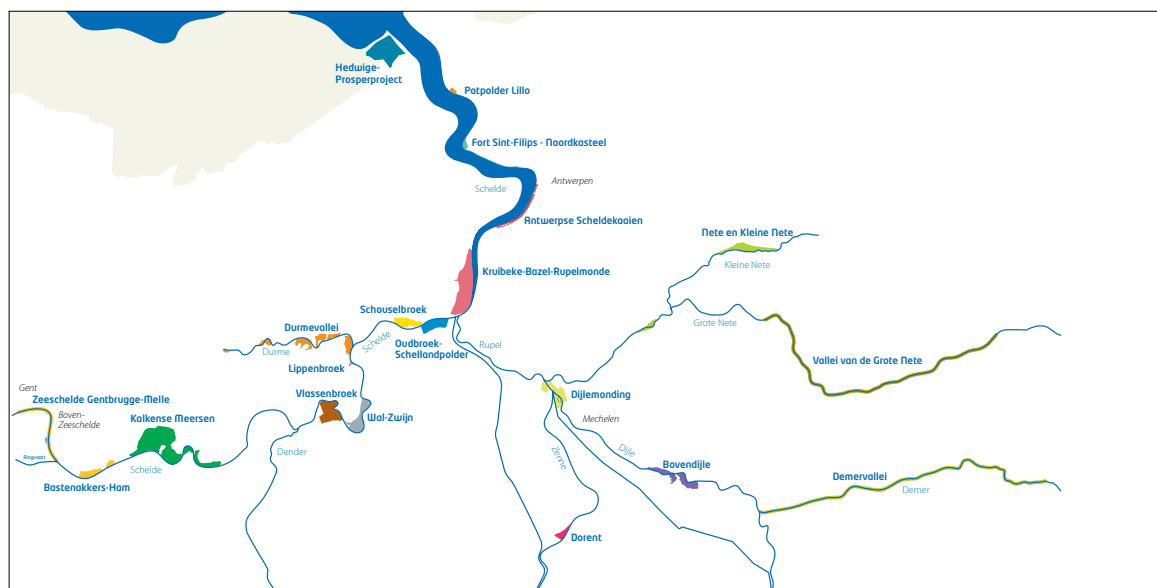 Hedwige-
Prosperproject
Potpolder Lillo
Fort Sint-Filips - Noordkasteel
Antwerpen
Schelde
Antwerpse Scheldekaaien
Nete en Kleine Nete
Kleine Nete
Kruibeke-Bazel-Rupelmonde
Schouselbroek
Grote Nete
Durmevallei
Schelde
Oudbroek-
Schellandpolder
Rupel
Durme
Vallei van de Grote Nete
Lippenbroek
Gent
Zeeschelde Gentbrugge-Melle
Vlassenbroek
Dijlemonding
Boven-
Zeeschelde
Kalkense Meersen
Wal-Zwijn
Mechelen
Dender
Zenne
Dijle
Ringvaart
Schelde
Bovendijle
Bastenakkers-Ham
Demervallei
Demer
Dorent